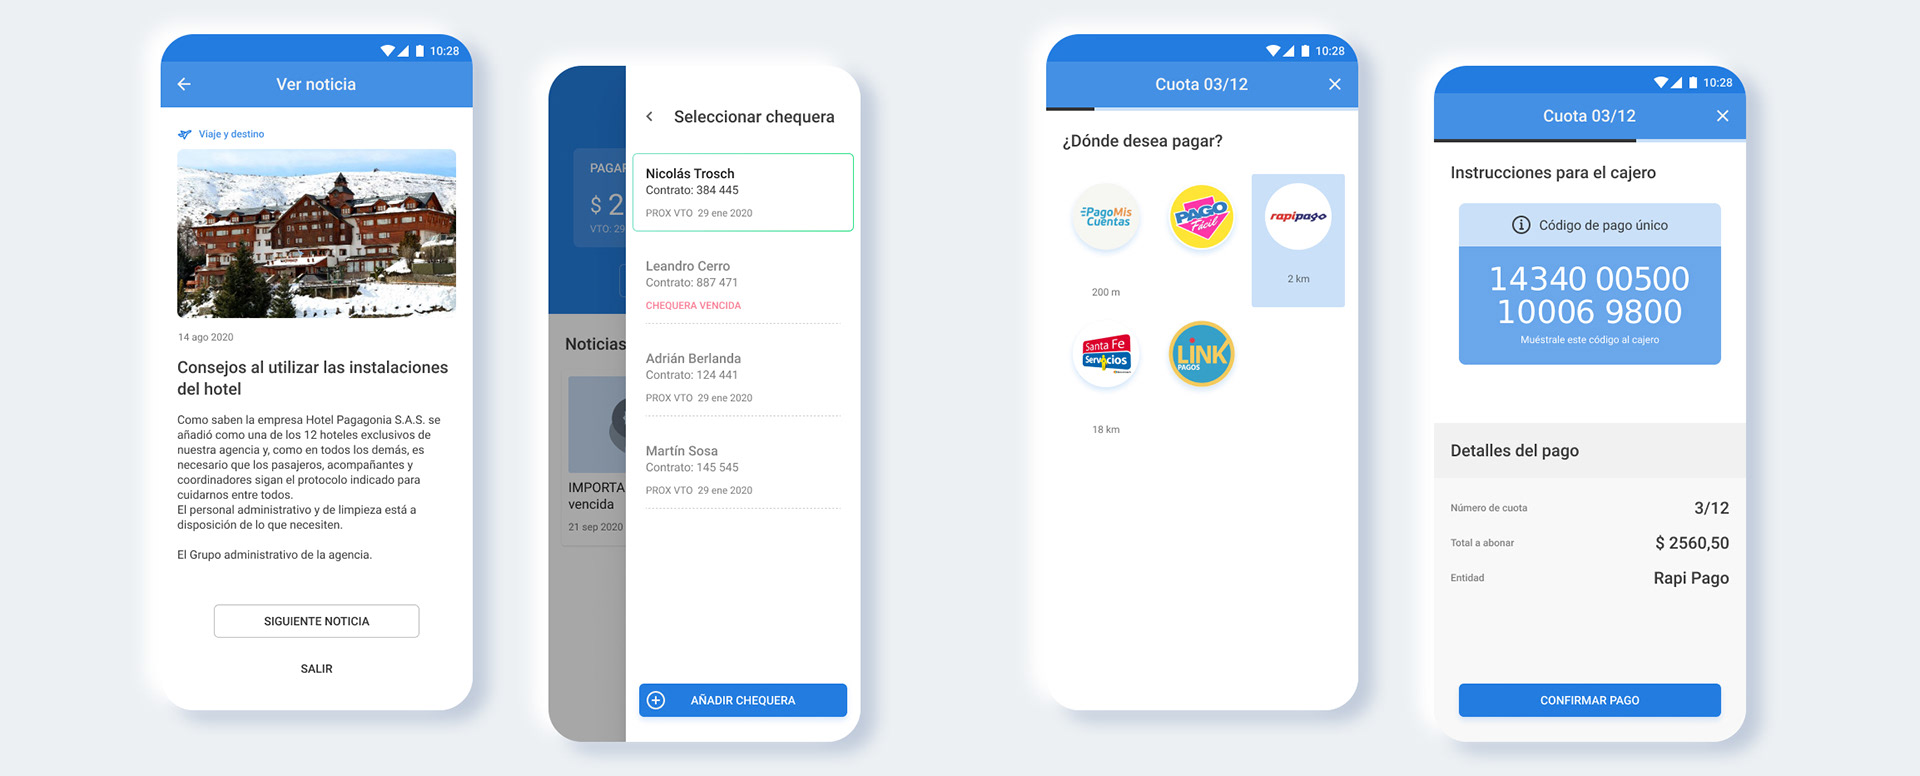 10:28
Ver noticia
Viaje y destino
14 ago 2020
Consejos al utilizar las instalaciones
del hotel
Como saben la empresa Hotel Pagagonia S.A.S. se
añadió como una de los 12 hoteles exclusivos de
nuestra agencia y, como en todos los demás, es
necesario que los pasajeros, acompañantes y
coordinadores sigan el protocolo indicado para
cuidarnos entre todos.
El personal administrativo y de limpieza está a
disposición de lo que necesiten.
El Grupo administrativo de la agencia.
SIGUIENTE NOTICIA
SALIR
PAGAR
$ 2
VTO: 29
Noticias
IMPORTA
vencida
21 sep 2020
Seleccionar chequera
Nicolás Trosch
Contrato: 384 445
PROX VTO 29 ene 2020
Leandro Cerro
Contrato: 887 471
CHEQUERA VENCIDA
Adrián Berlanda
Contrato: 124 441
PROX VTO 29 ene 2020
Martín Sosa
Contrato: 145 545
PROX VTO 29 ene 2020
AÑADIR CHEQUERA
10:28
Cuota 03/12
¿Dónde desea pagar?
PagoMis
Cuentas
PAGO
Fácil
rapipago
200 m
2 km
Santa Fe
Servicios
LINK
PAGOS
18 km
10:28
Cuota 03/12
Instrucciones para el cajero
Código de pago único
14340 00500
10006 9800
Muéstrale este código al cajero
Detalles del pago
Número de cuota 3/12
Total a abonar $ 2560,50
Entidad Rapi Pago
CONFIRMAR PAGO